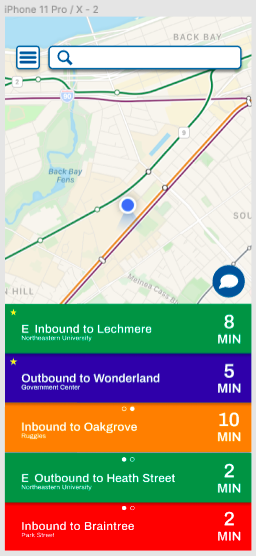 iPhone 11 Pro / X - 2
BACK BAY
2
9
Back Bay
Fens
SOU
Melnea Cass
N HILL
E Inbound to Lechmere
Northeastern University
8
MIN
Outbound to Wonderland
Government Center
5
MIN
Inbound to Oakgrove
Ruggles
10
MIN
E Outbound to Heath Street
Northeastern University
2
MIN
Inbound to Braintree
Park Street
2
MIN